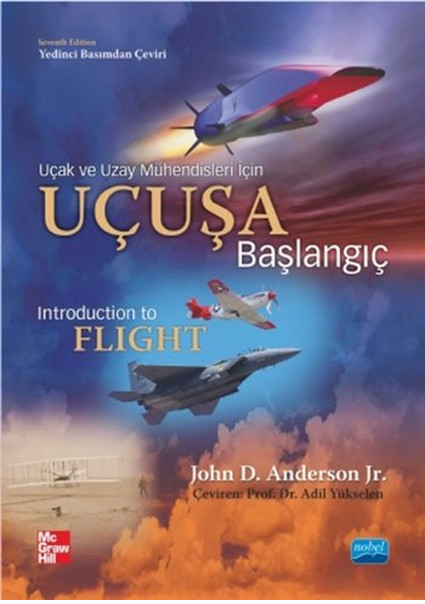 Seventh Edition
Yedinci Basımdan Çeviri
Uçak ve Uzay Mühendisleri İçin
UÇUŞA
Başlangıç
Introduction to
FLIGHT
John D. Anderson Jr.
Çeviren: Prof. Dr. Adil Yükselen
Mc
Graw
Hill
nobel